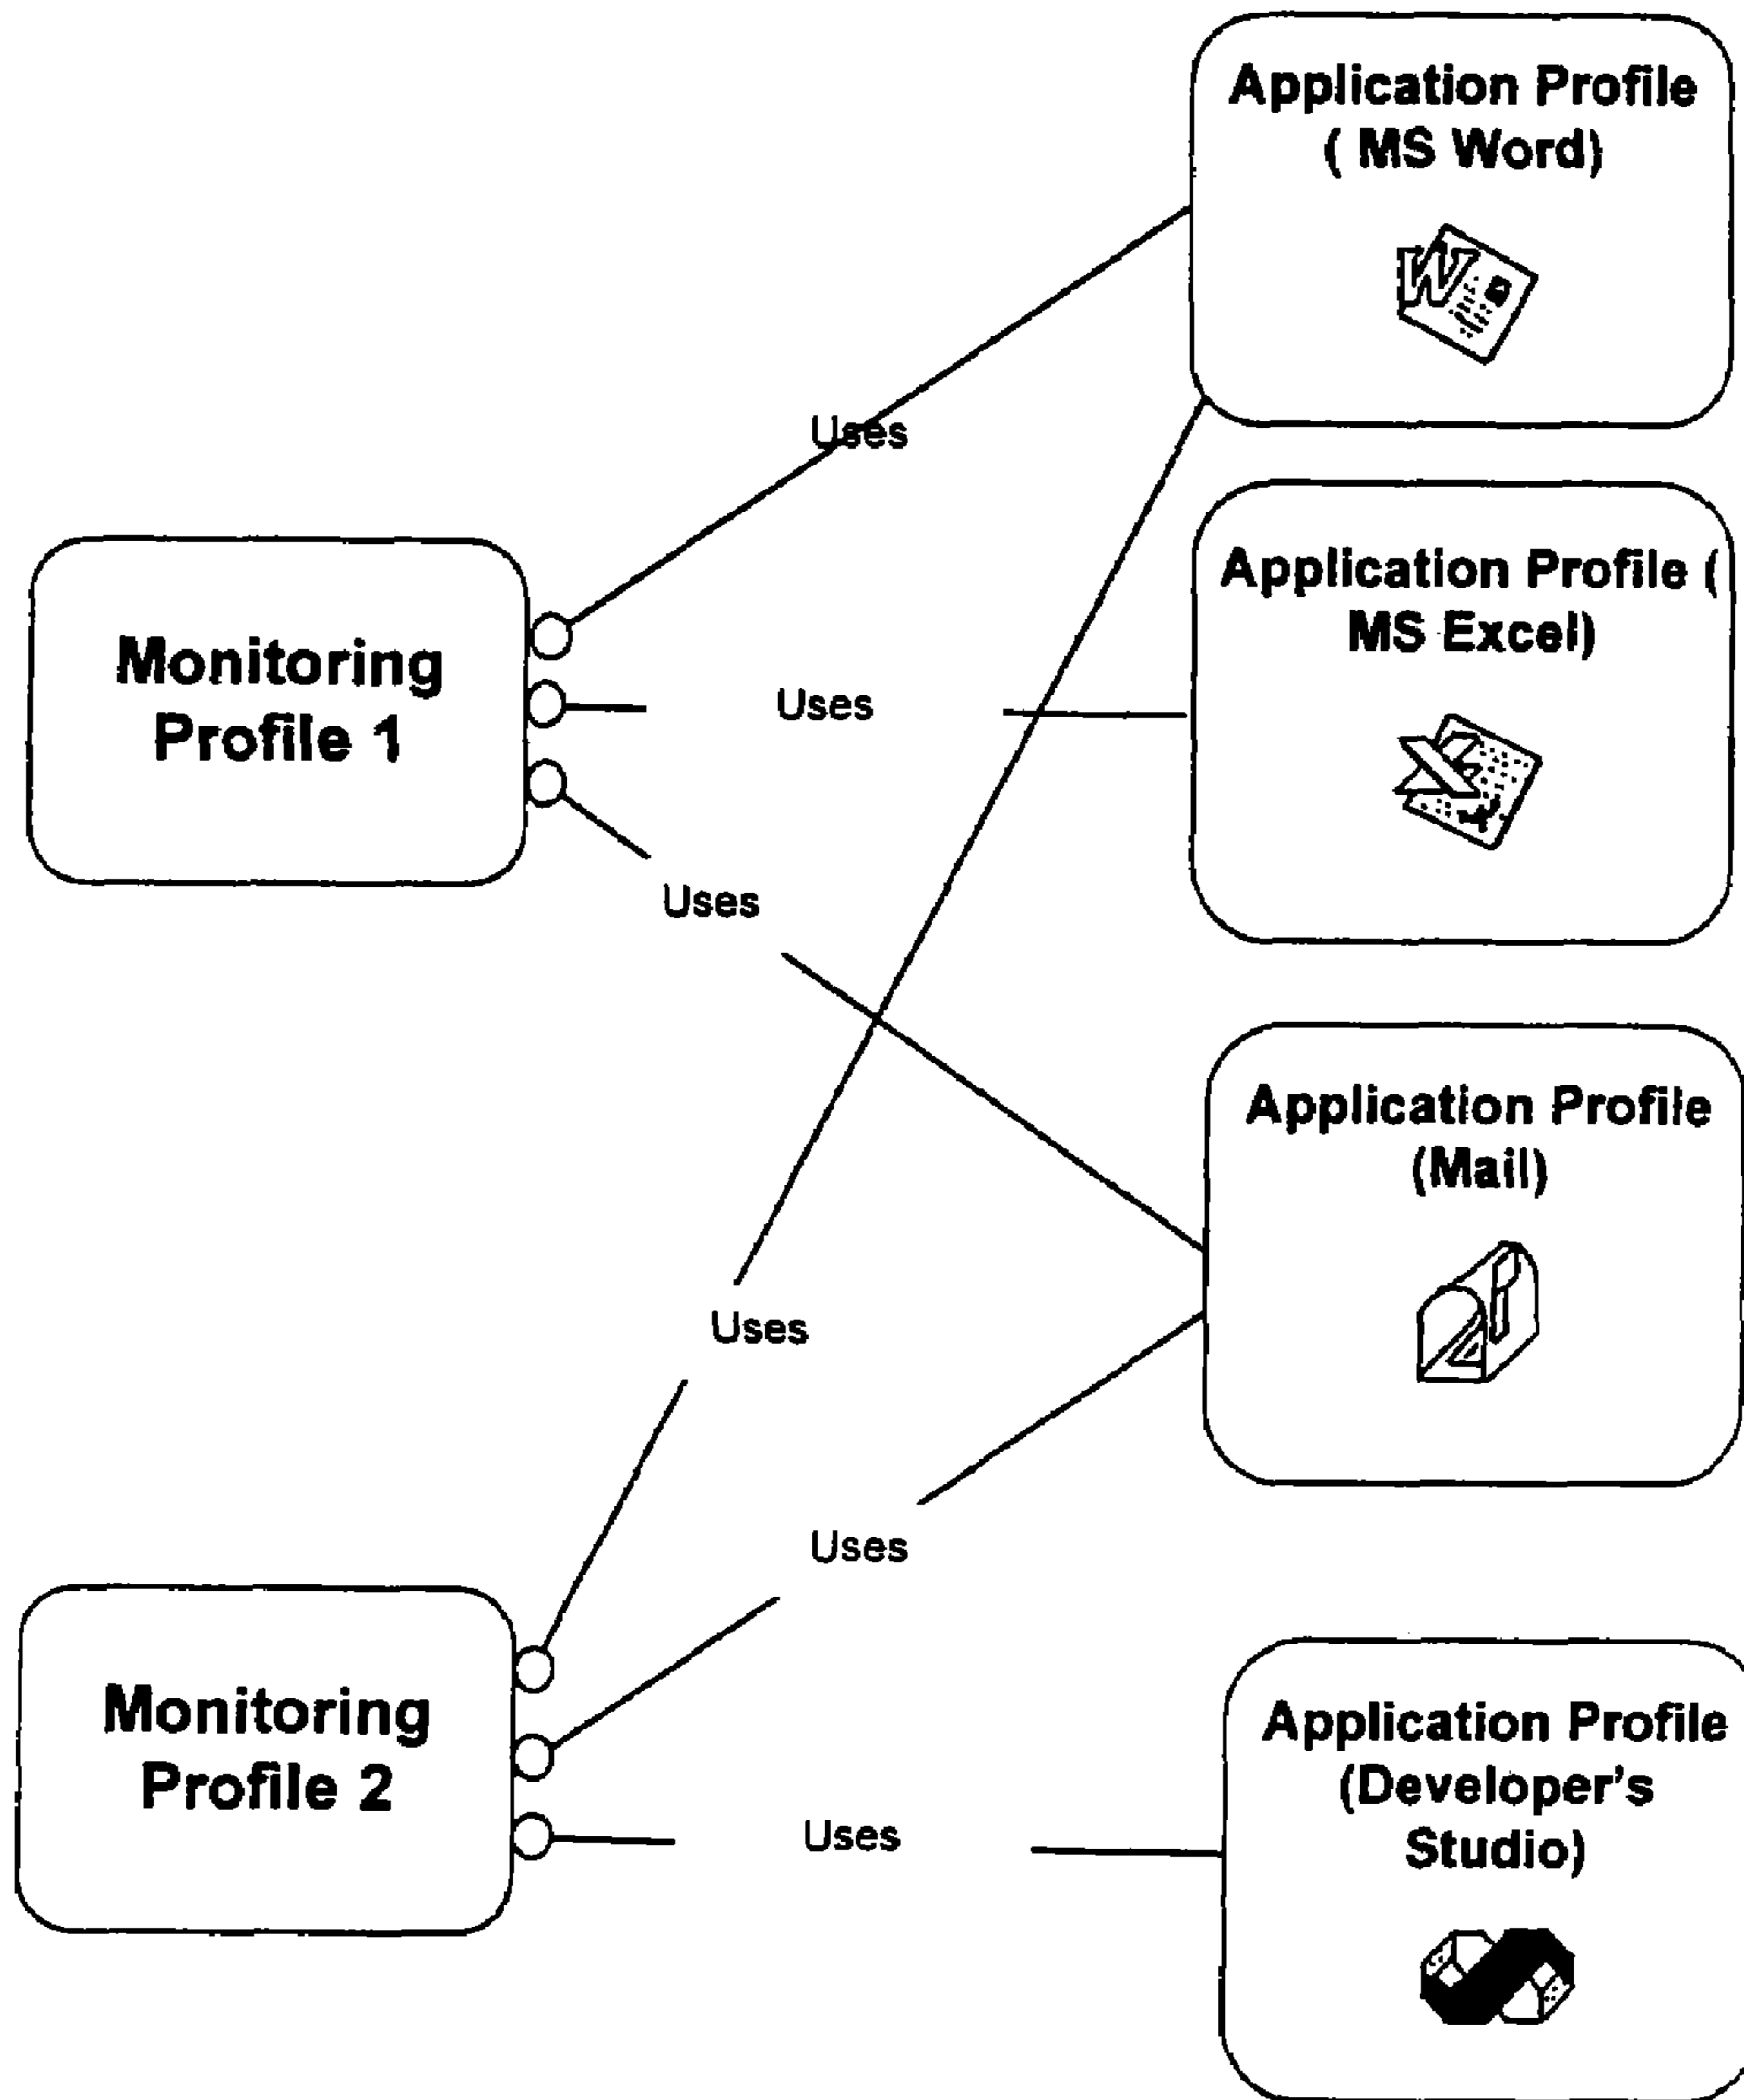 Application Profile
( MS Word)
W
Uses
Application Profile (
MS Excel)
Monitoring
Profile 1
Uses
Uses
Application Profile
(Mail)
Uses
Uses
Monitoring
Profile 2
Application Profile
(Developer's
Studio)
Uses